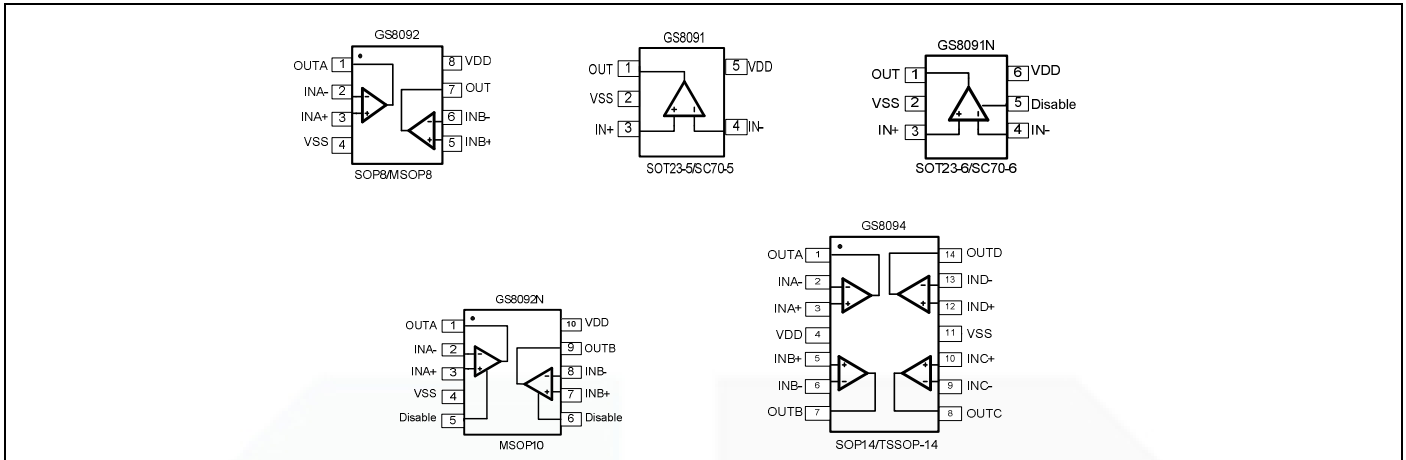 GS8092
OUTA 1 8 VDD
INA- 2 7 OUT
INA+ 3 6 INB-
VSS 4 5 INB+
- +
- +
SOP8/MSOP8
GS8091
OUT 1 5 VDD
VSS 2
IN+ 3 4 IN-
+ -
SOT23-5/SC70-5
GS8091N
OUT 1 6 VDD
VSS 2 5 Disable
IN+ 3 4 IN-
+ -
SOT23-6/SC70-6
GS8092N
OUTA 1 10 VDD
INA- 2 9 OUTB
INA+ 3 8 INB-
VSS 4 7 INB+
Disable 5 6 Disable
- +
- +
MSOP10
GS8094
OUTA 1 14 OUTD
INA- 2 13 IND-
INA+ 3 12 IND+
VDD 4 11 VSS
INB+ 5 10 INC+
INB- 6 9 INC-
OUTB 7 8 OUTC
- +
- +
+ -
+ -
SOP14/TSSOP-14